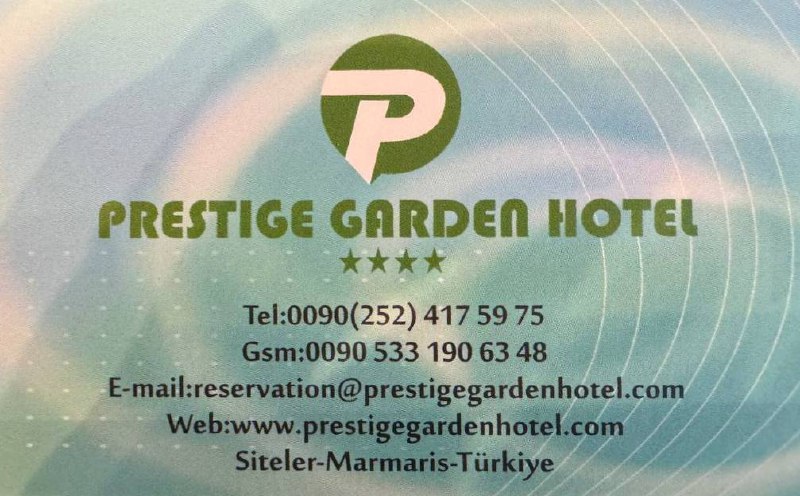 P
PRESTIGE GARDEN HOTEL
★★★★
Tel:0090(252) 417 59 75
Gsm:0090 533 190 63 48
E-mail:reservation@prestigegardenhotel.com
Web:www.prestigegardenhotel.com
Siteler-Marmaris-Türkiye